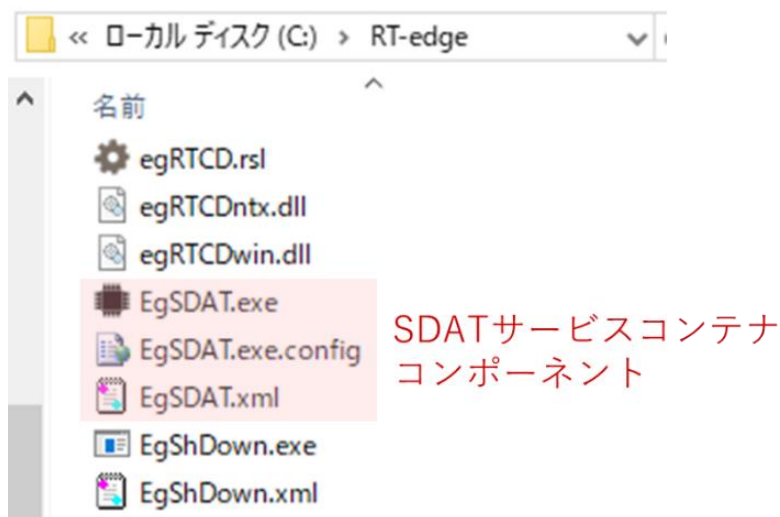 « ローカル ディスク (C:) › RT-edge
名前
egRTCD.rsl
egRTCDntx.dll
egRTCDwin.dll
EgSDAT.exe
EgSDAT.exe.config
EgSDAT.xml
SDATサービスコンテナ
コンポーネント
EgShDown.exe
EgShDown.xml